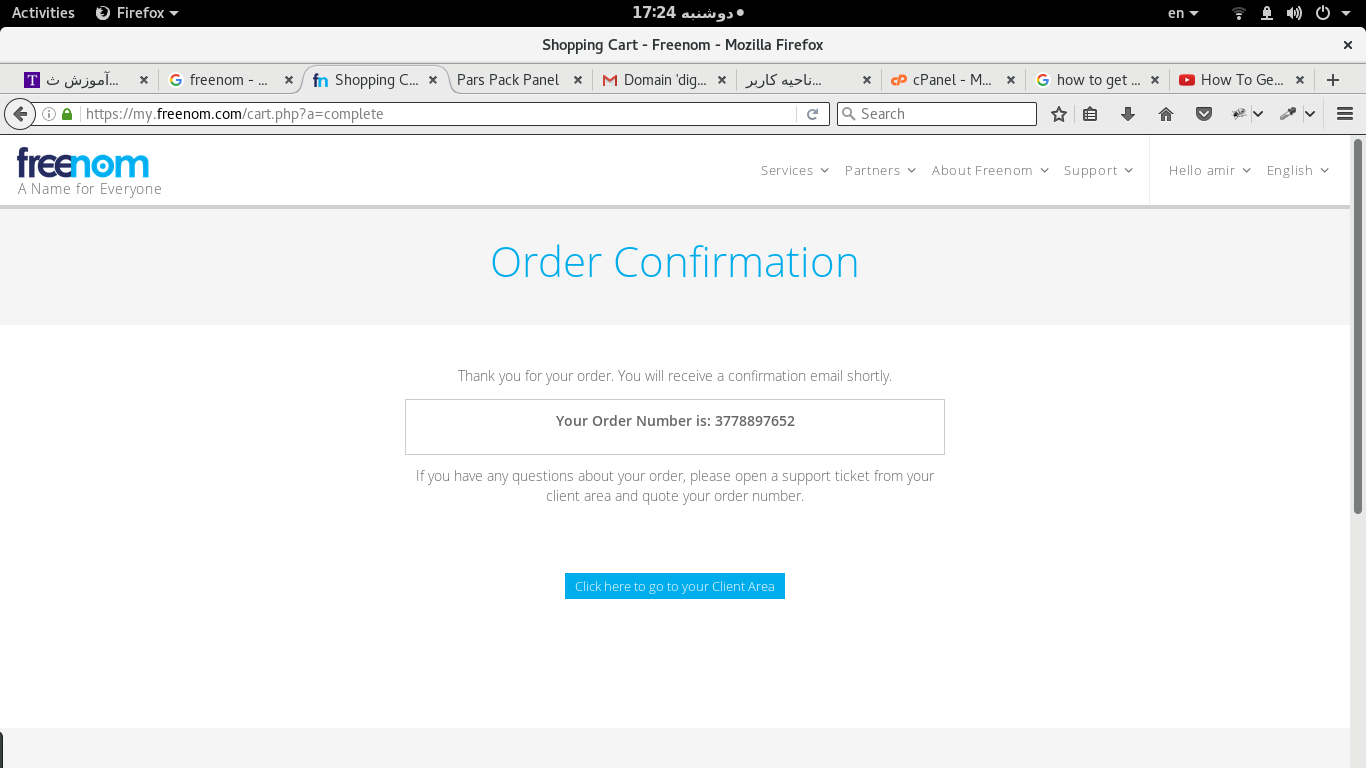 Activities Firefox دوشنبه 17:24 en
Shopping Cart - Freenom - Mozilla Firefox
T آموزش ث... freenom - ... fn Shopping C... Pars Pack Panel Domain 'dig... ناحیه کاربر... cP cPanel - M... how to get ... How To Ge...
https://my.freenom.com/cart.php?a=complete Search
freenom
A Name for Everyone
Services Partners About Freenom Support Hello amir English
Order Confirmation
Thank you for your order. You will receive a confirmation email shortly.
Your Order Number is: 3778897652
If you have any questions about your order, please open a support ticket from your
client area and quote your order number.
Click here to go to your Client Area